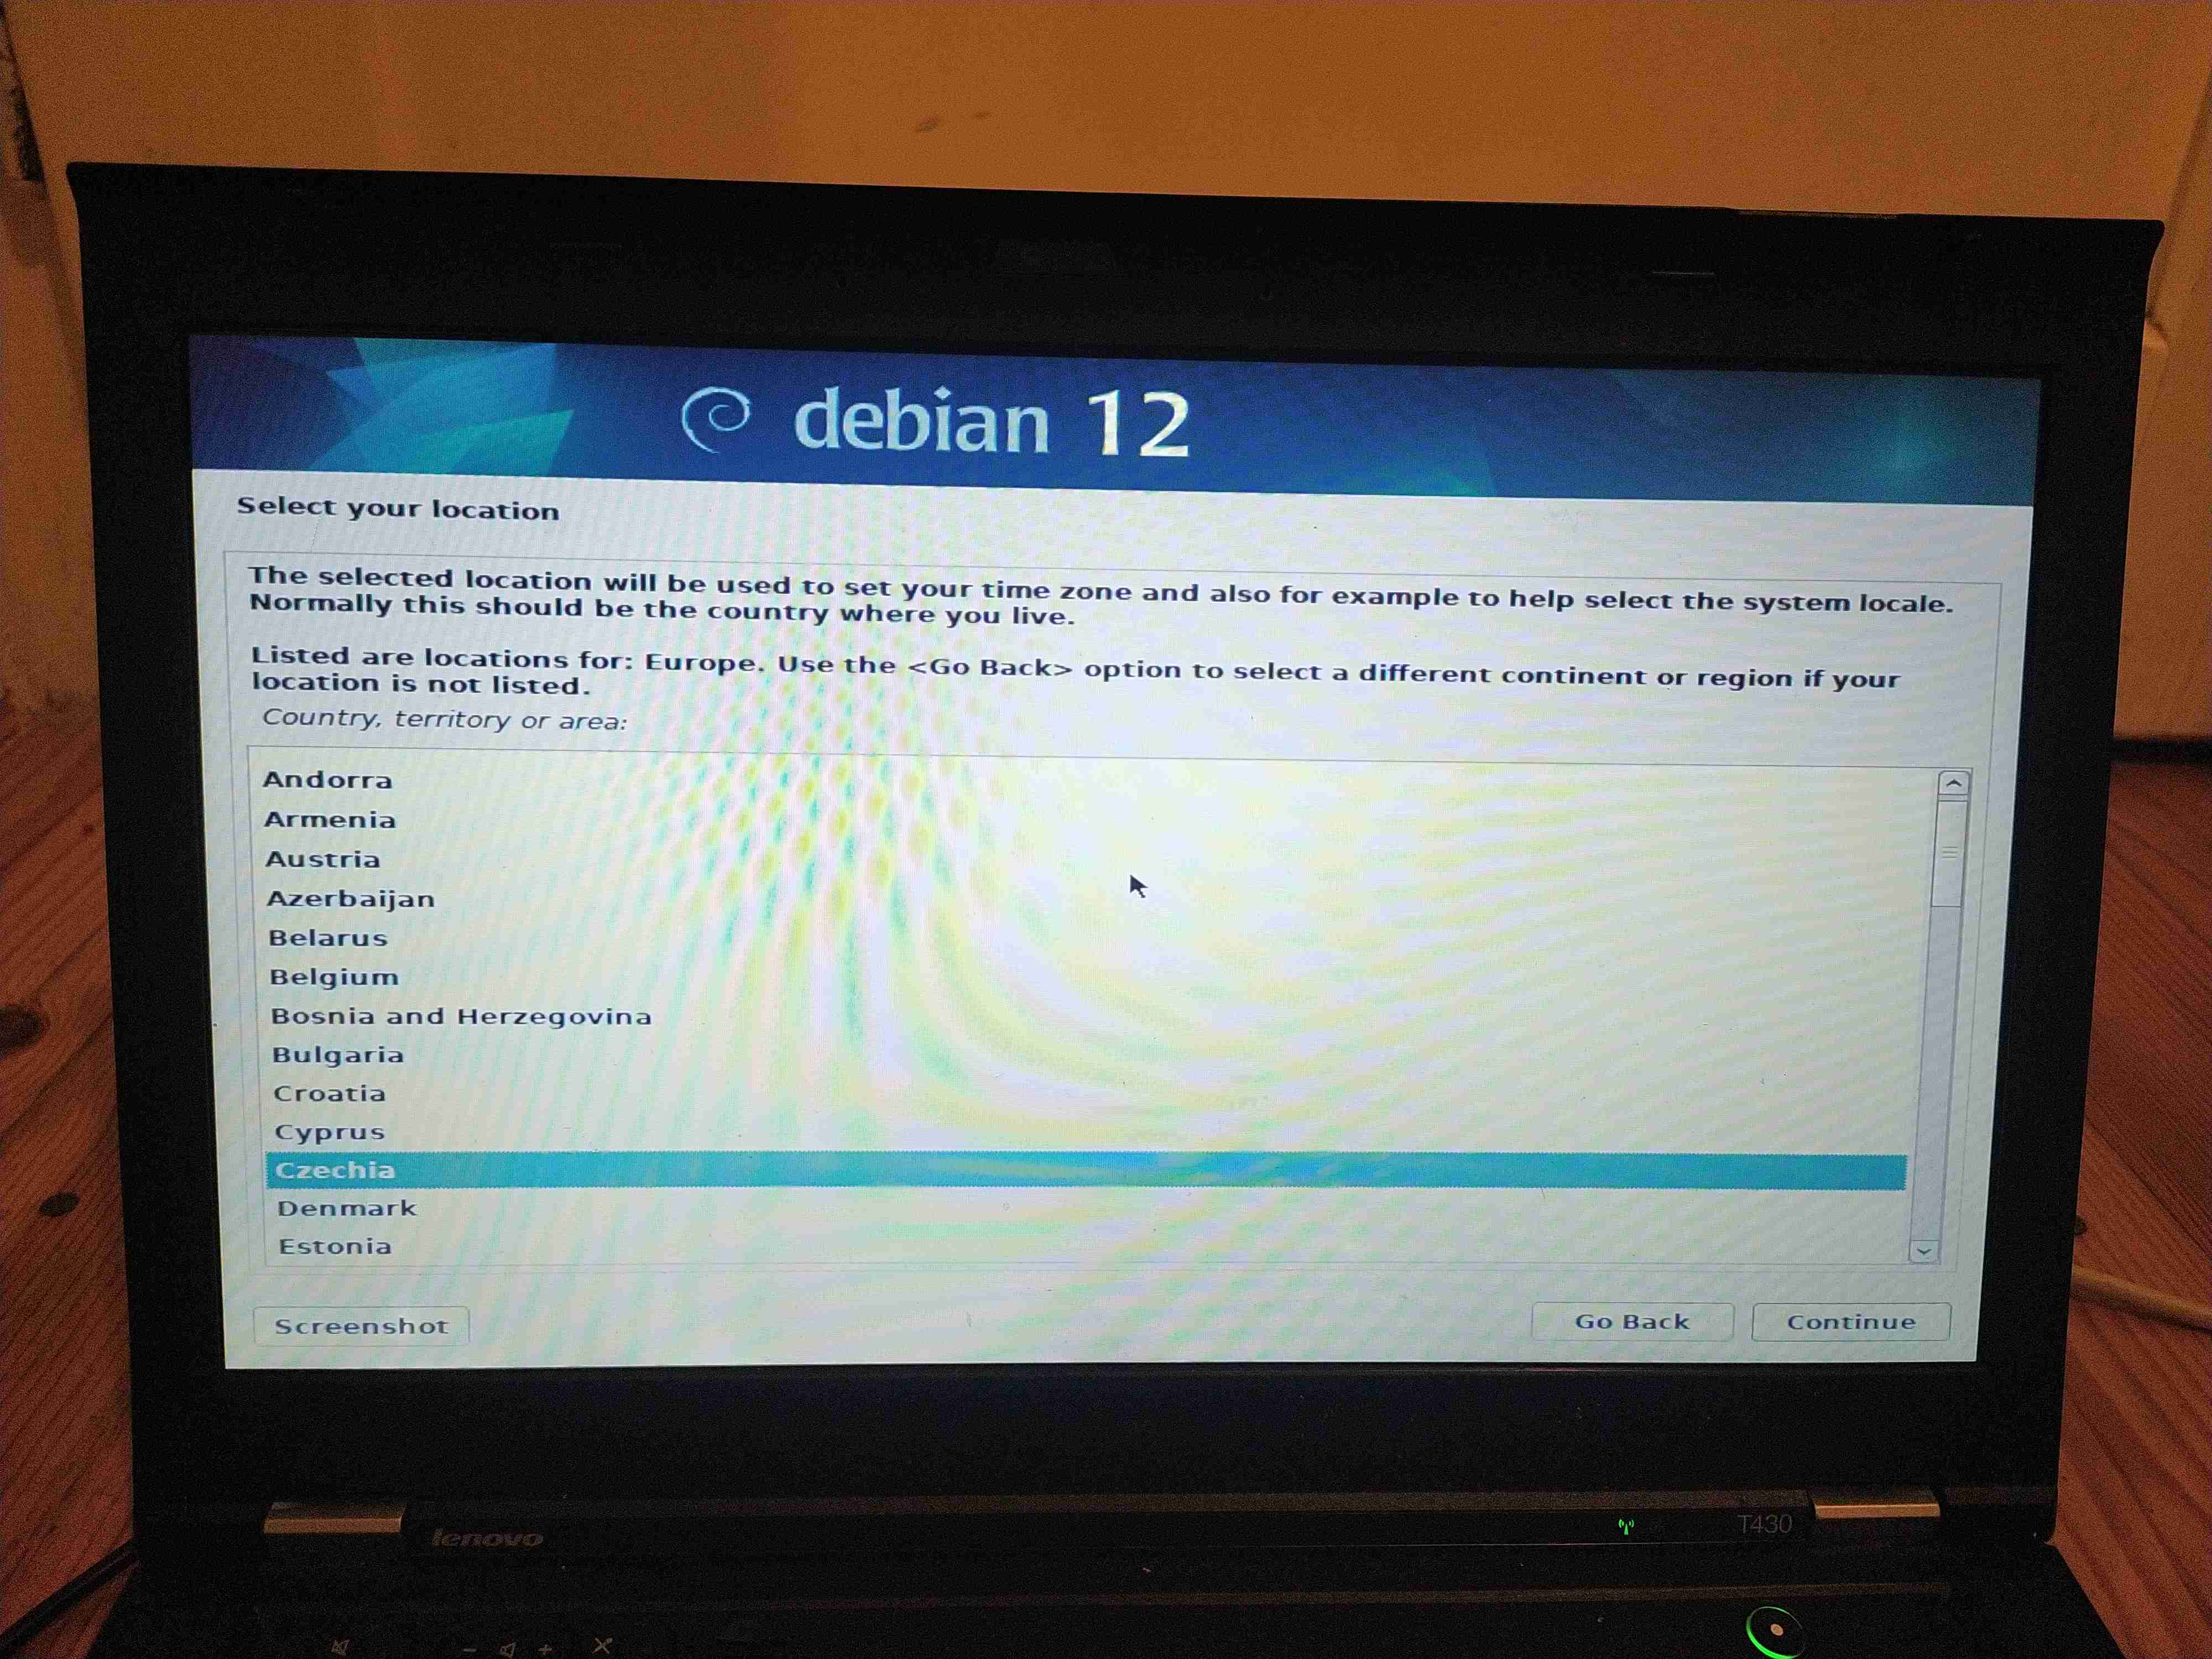 debian 12
Select your location
The selected location will be used to set your time zone and also for example to help select the system locale.
Normally this should be the country where you live.
Listed are locations for: Europe. Use the <Go Back> option to select a different continent or region if your
location is not listed.
Country, territory or area:
Andorra
Armenia
Austria
Azerbaijan
Belarus
Belgium
Bosnia and Herzegovina
Bulgaria
Croatia
Cyprus
Czechia
Denmark
Estonia
Screenshot
Go Back
Continue
lenovo
T430